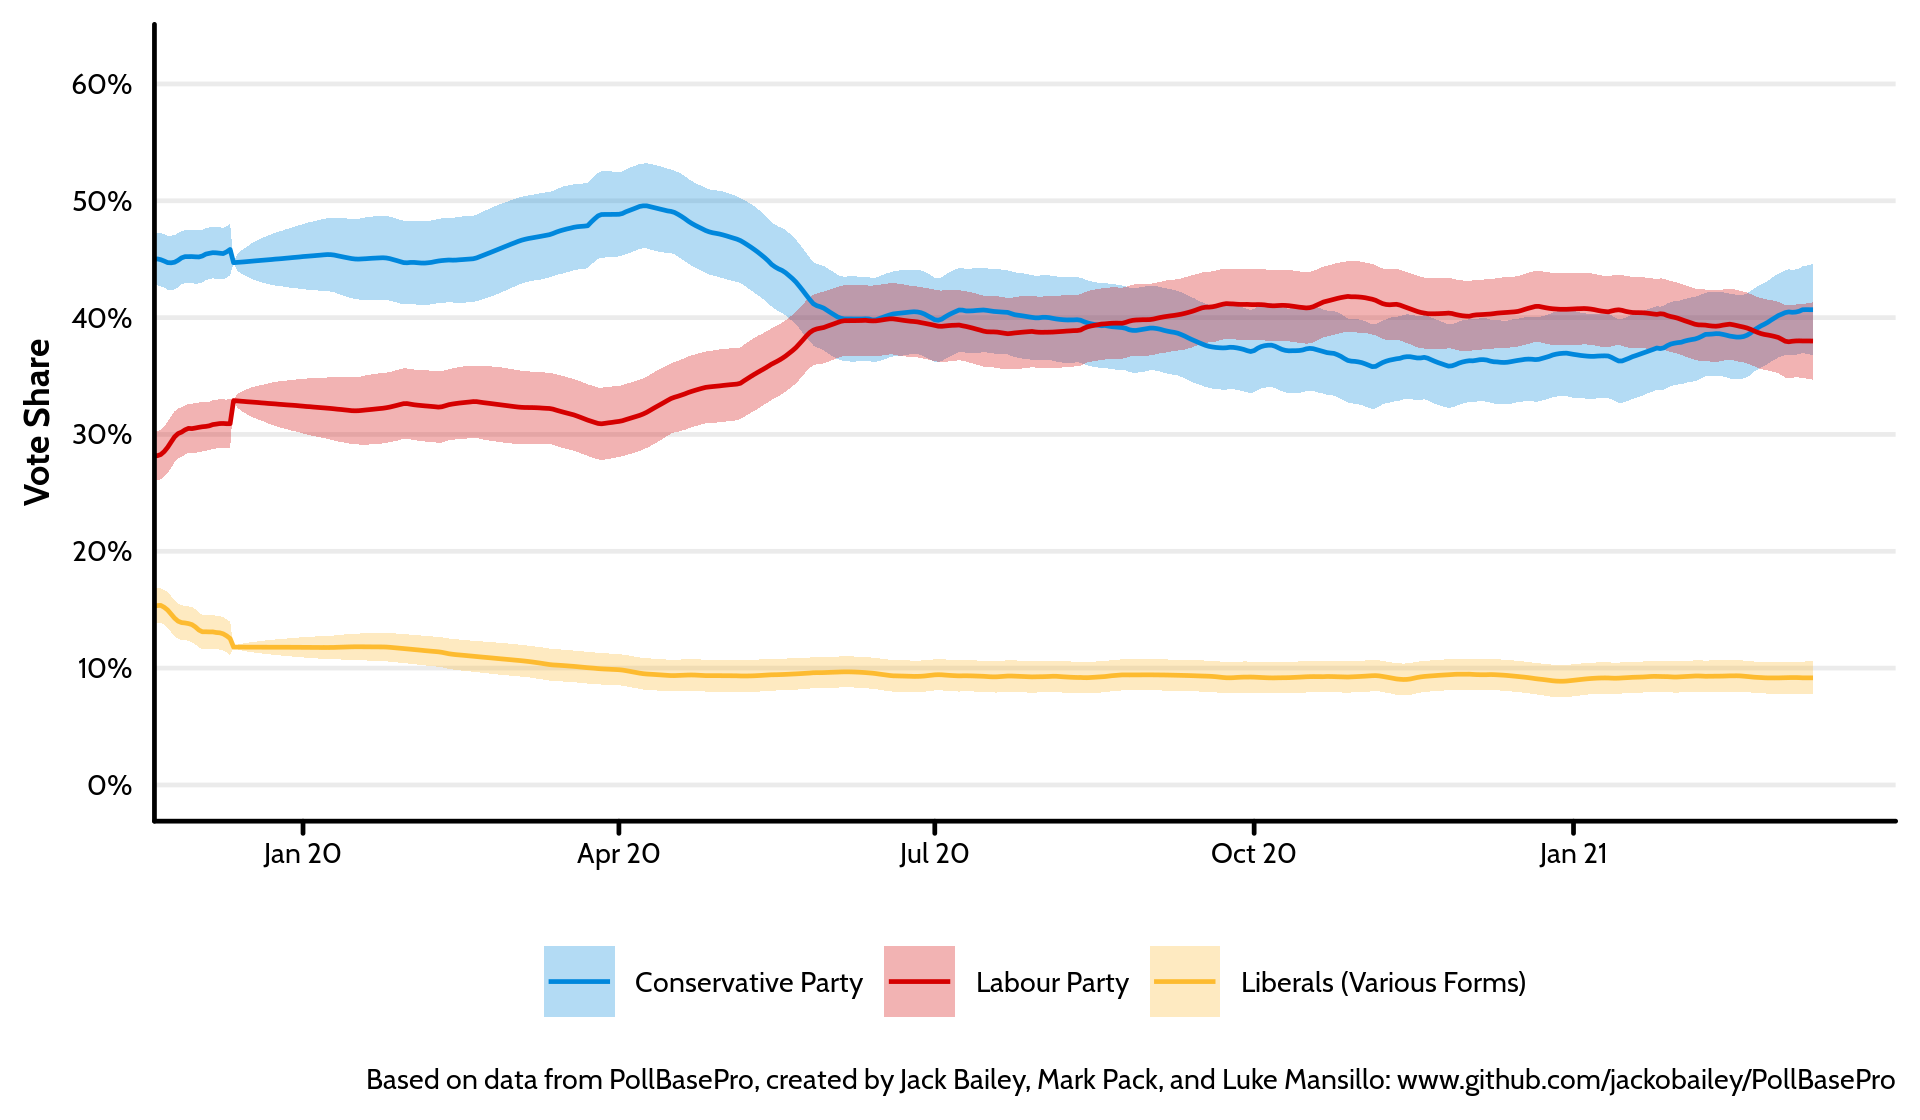 Vote Share
60%
50%
40%
30%
20%
10%
0%
Jan 20 Apr 20 Jul 20 Oct 20 Jan 21
Conservative Party Labour Party Liberals (Various Forms)
Based on data from PollBasePro, created by Jack Bailey, Mark Pack, and Luke Mansillo: www.github.com/jackobailey/PollBasePro